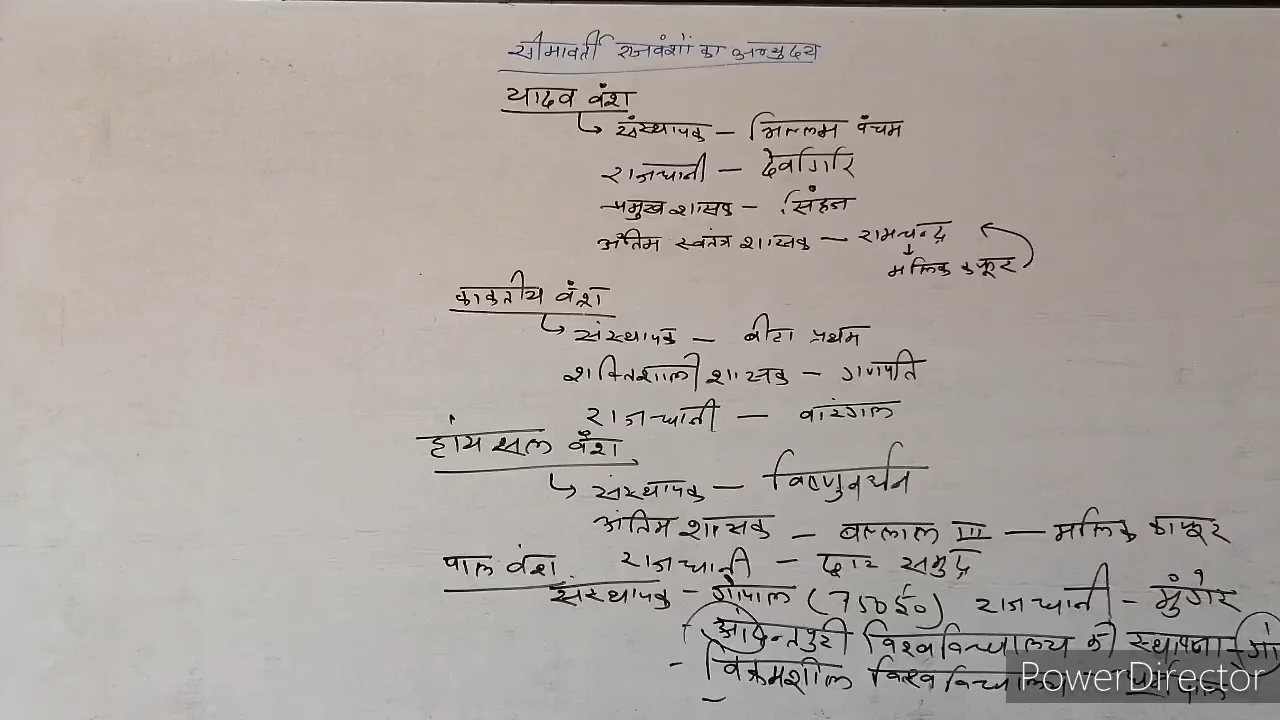 सीमावर्ती राजवंशों का अभ्युदय
यादव वंश
संस्थापक – भिल्लम पंचम
राजधानी – देवगिरि
प्रमुख शासक – सिंहन
अंतिम स्वतंत्र शासक – रामचन्द्र
मलिक कफूर
काकतीय वंश
संस्थापक – बीटा प्रथम
शक्तिशाली शासक – गणपति
राजधानी – वारंगल
होयसल वंश
संस्थापक – विष्णुवर्धन
अंतिम शासक – बल्लाल III – मलिक काफूर
राजधानी – द्वार समुद्र
पाल वंश
संस्थापक – गोपाल (750 ई०) राजधानी – मुंगेर
विश्वविद्यालय की स्थापना –
– विक्रमशील विश्वविद्यालय
PowerDirector